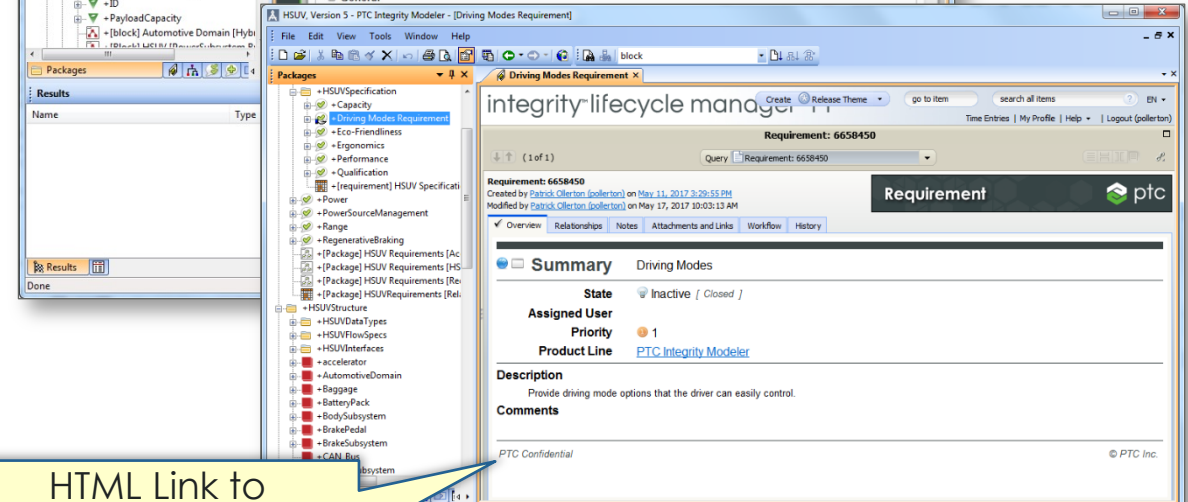 +ID
+PayloadCapacity
+[block] Automotive Domain [Hybi
Packages
Results
Name Type
Results
Done
HSUV, Version 5 - PTC Integrity Modeler - [Driving Modes Requirement]
File Edit View Tools Window Help
block
Packages
+HSUVSpecification
+Capacity
+Driving Modes Requirement
+Eco-Friendliness
+Ergonomics
+Performance
+Qualification
+[requirement] HSUV Specificati
+Power
+PowerSourceManagement
+Range
+RegenerativeBraking
+[Package] HSUV Requirements [Ac
+[Package] HSUV Requirements [HS
+[Package] HSUV Requirements [Re
+[Package] HSUVRequirements [Rel
+HSUVStructure
+HSUVDataTypes
+HSUVFlowSpecs
+HSUVInterfaces
+accelerator
+AutomotiveDomain
+Baggage
+BatteryPack
+BodySubsystem
+BrakePedal
+BrakeSubsystem
+CAN_Bus
bsystem
Driving Modes Requirement
integrity lifecycle manager
Create Release Theme go to item search all items ? EN
Time Entries | My Profile | Help | Logout (pollerton)
Requirement: 6658450
(1 of 1) Query Requirement: 6658450
Requirement: 6658450
Created by Patrick Ollerton (pollerton) on May 11, 2017 3:29:55 PM
Modified by Patrick Ollerton (pollerton) on May 17, 2017 10:03:13 AM
Requirement ptc
Overview Relationships Notes Attachments and Links Workflow History
Summary Driving Modes
State Inactive [ Closed ]
Assigned User
Priority 1
Product Line PTC Integrity Modeler
Description
Provide driving mode options that the driver can easily control.
Comments
PTC Confidential © PTC Inc.
HTML Link to